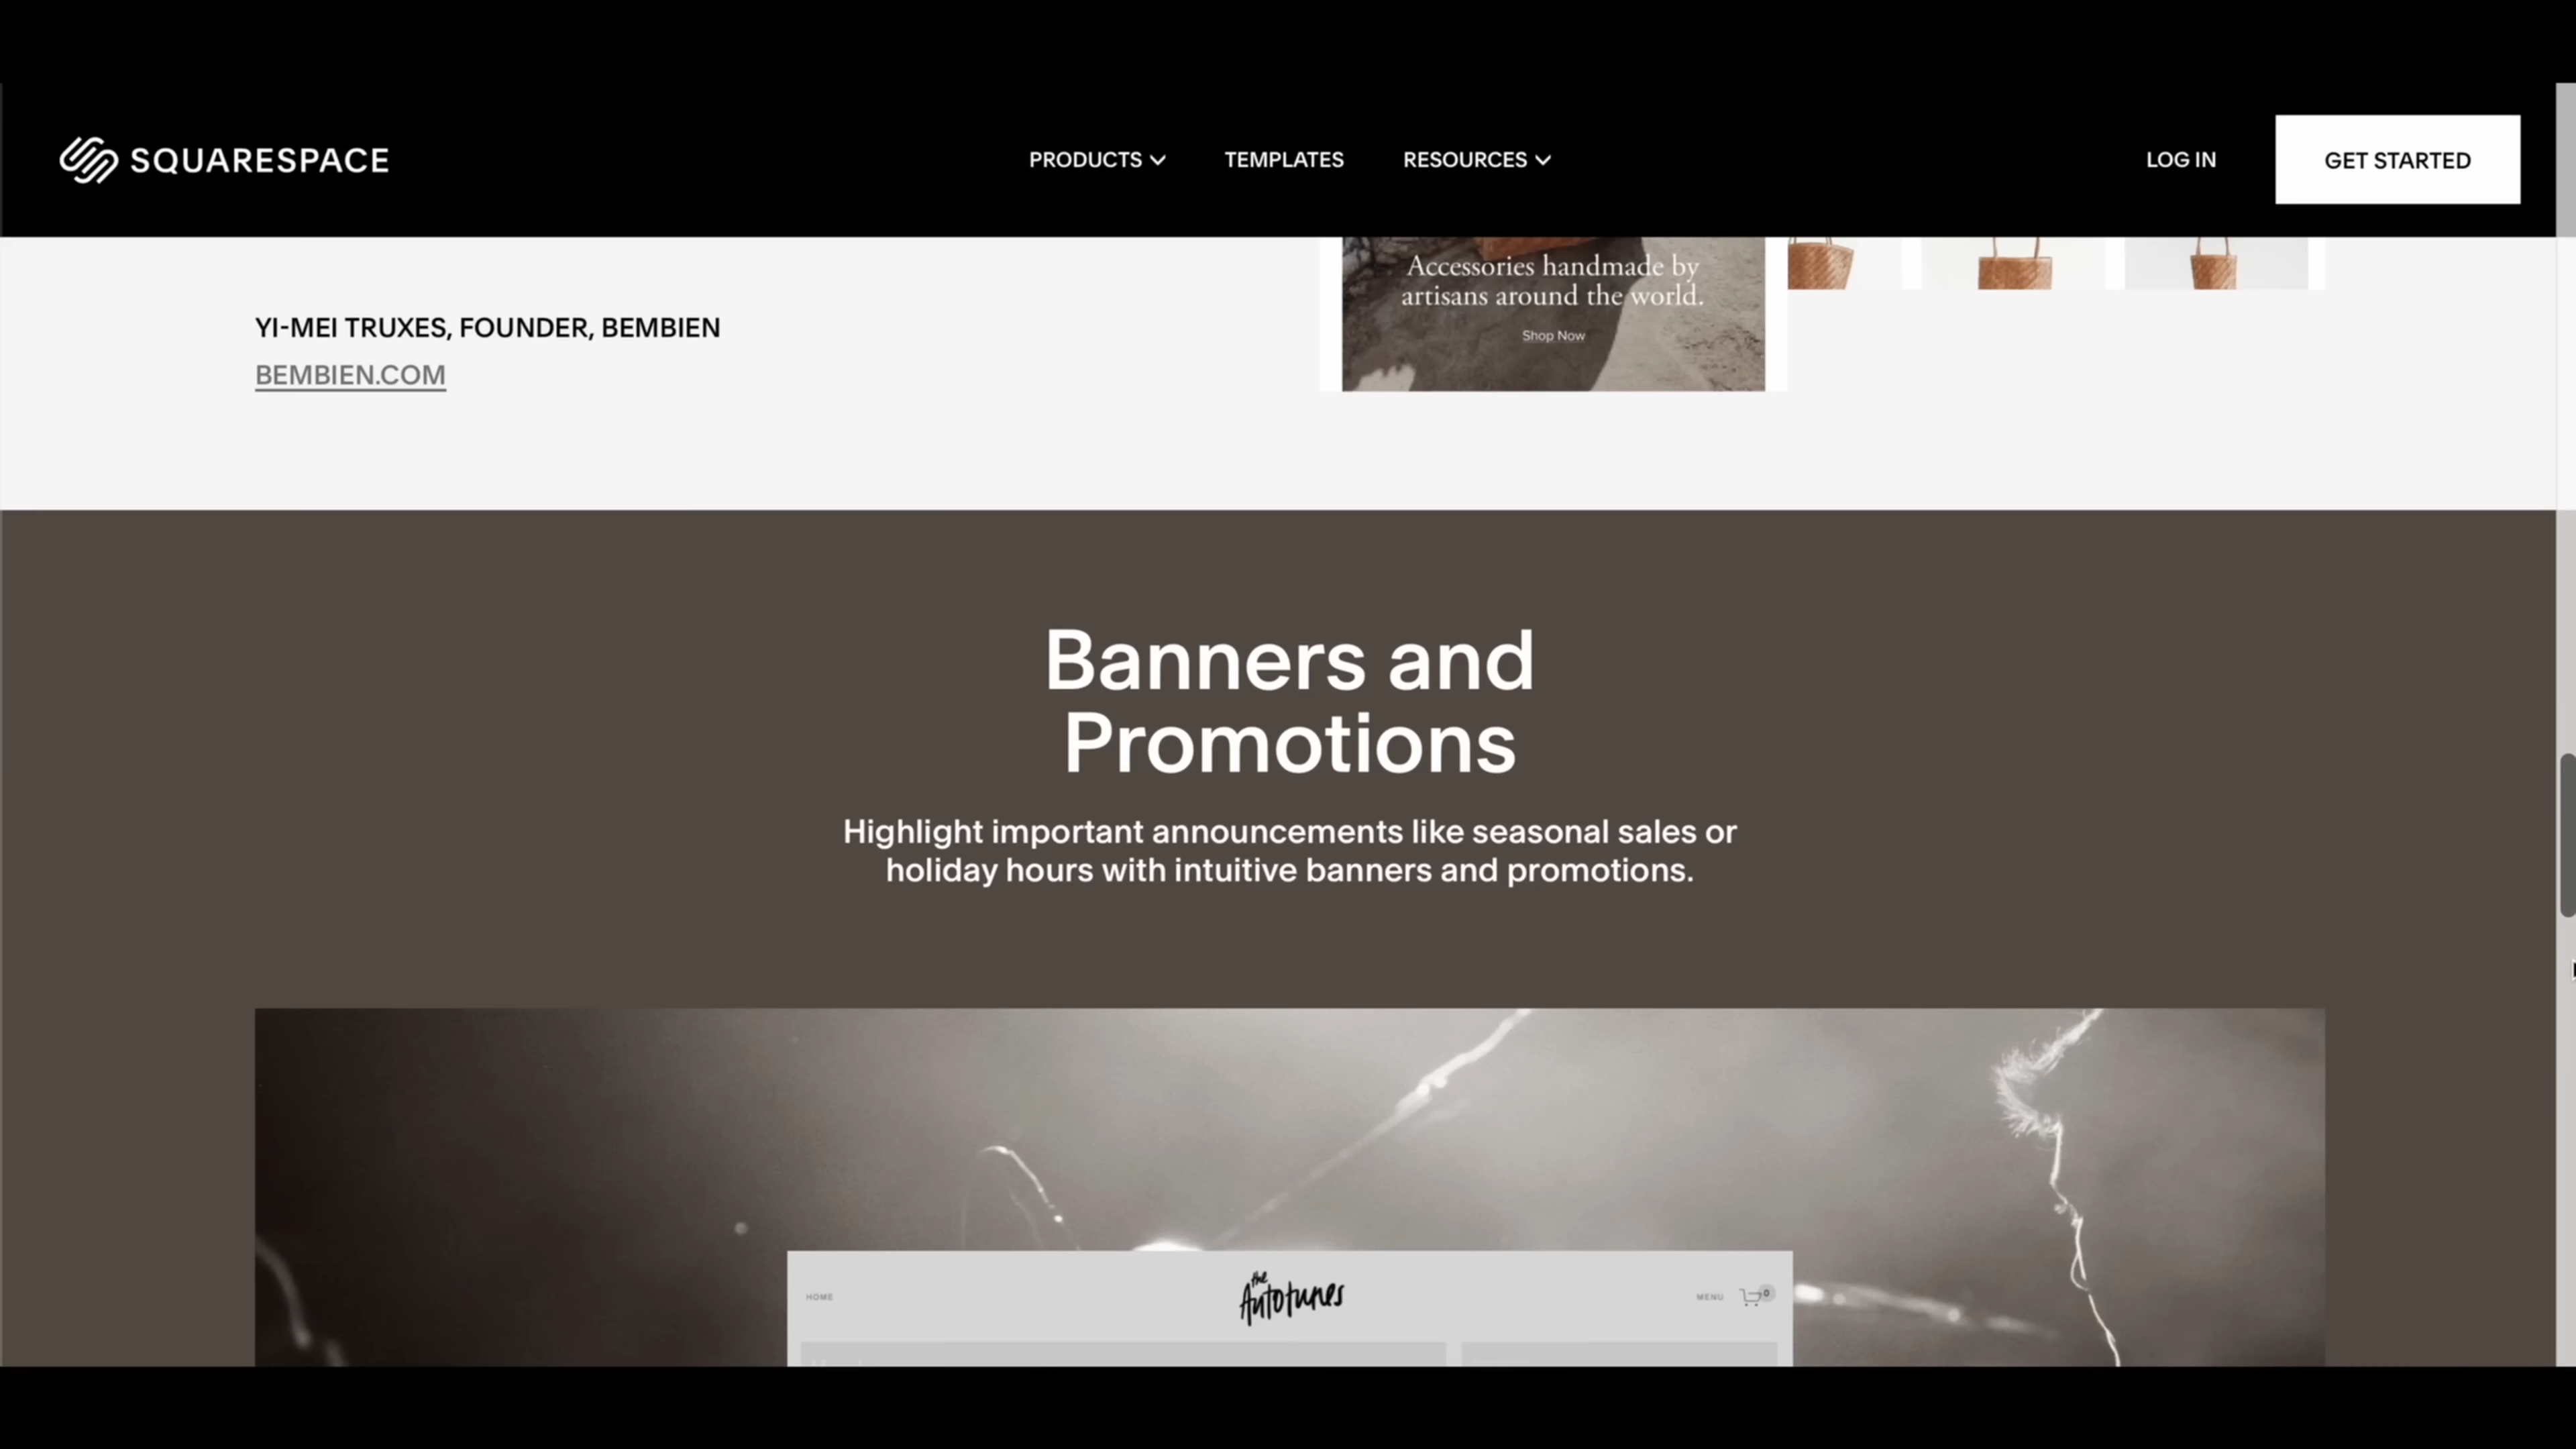 SQUARESPACE
PRODUCTS
TEMPLATES
RESOURCES
LOG IN
GET STARTED
YI-MEI TRUXES, FOUNDER, BEMBIEN
BEMBIEN.COM
Accessories handmade by
artisans around the world.
Shop Now
Banners and
Promotions
Highlight important announcements like seasonal sales or
holiday hours with intuitive banners and promotions.
HOME
the
Autotunes
MENU
0